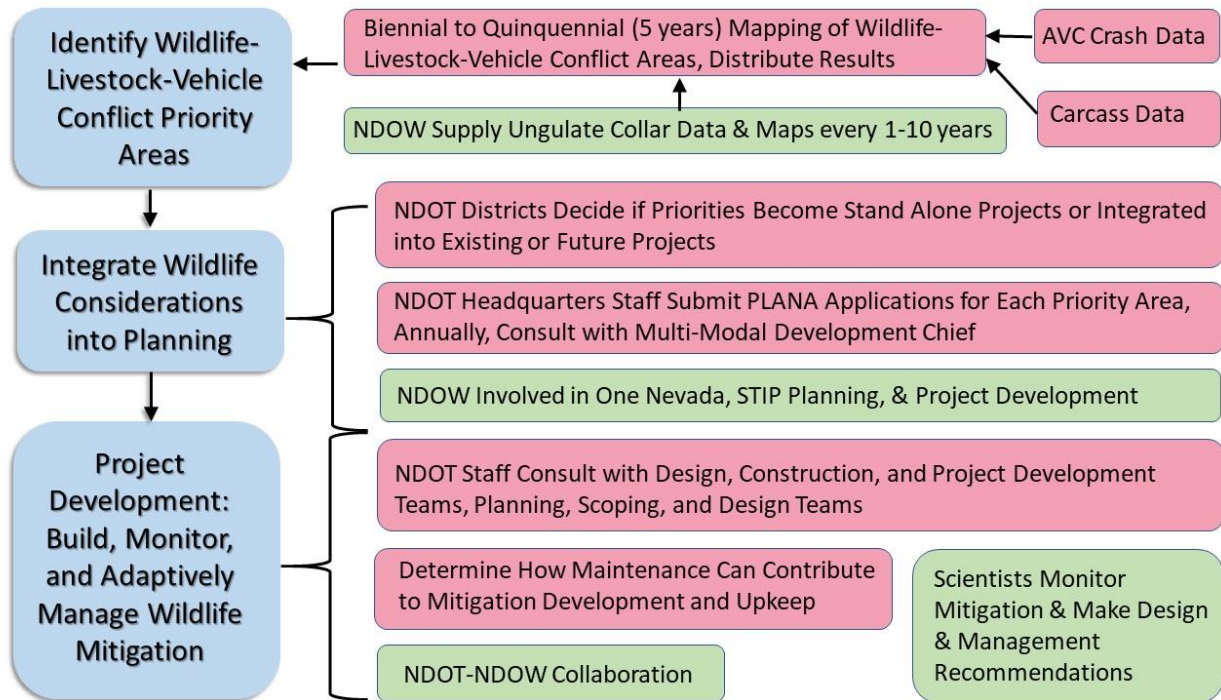 Identify Wildlife-
Livestock-Vehicle
Conflict Priority
Areas
Biennial to Quinquennial (5 years) Mapping of Wildlife-
Livestock-Vehicle Conflict Areas, Distribute Results
AVC Crash Data
Carcass Data
NDOW Supply Ungulate Collar Data & Maps every 1-10 years
Integrate Wildlife
Considerations
into Planning
NDOT Districts Decide if Priorities Become Stand Alone Projects or Integrated
into Existing or Future Projects
NDOT Headquarters Staff Submit PLANA Applications for Each Priority Area,
Annually, Consult with Multi-Modal Development Chief
NDOW Involved in One Nevada, STIP Planning, & Project Development
Project
Development:
Build, Monitor,
and Adaptively
Manage Wildlife
Mitigation
NDOT Staff Consult with Design, Construction, and Project Development
Teams, Planning, Scoping, and Design Teams
Determine How Maintenance Can Contribute
to Mitigation Development and Upkeep
NDOT-NDOW Collaboration
Scientists Monitor
Mitigation & Make Design
& Management
Recommendations